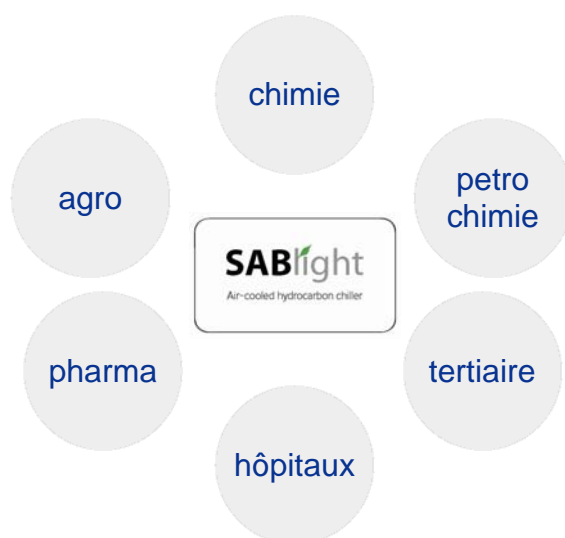 chimie
agro
petro
chimie
SABlight
Air-cooled hydrocarbon chiller
pharma
tertiaire
hôpitaux